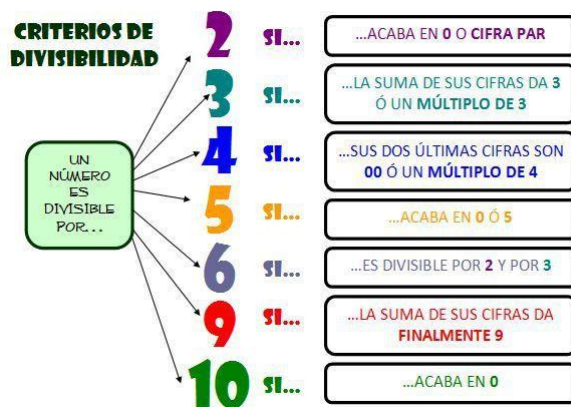 CRITERIOS DE
DIVISIBILIDAD
UN
NÚMERO
ES
DIVISIBLE
POR...
2 SI... ...ACABA EN 0 O CIFRA PAR
3 SI... ...LA SUMA DE SUS CIFRAS DA 3
Ó UN MÚLTIPLO DE 3
4 SI... ...SUS DOS ÚLTIMAS CIFRAS SON
00 Ó UN MÚLTIPLO DE 4
5 SI... ...ACABA EN 0 Ó 5
6 SI... ...ES DIVISIBLE POR 2 Y POR 3
9 SI... ...LA SUMA DE SUS CIFRAS DA
FINALMENTE 9
10 SI... ...ACABA EN 0